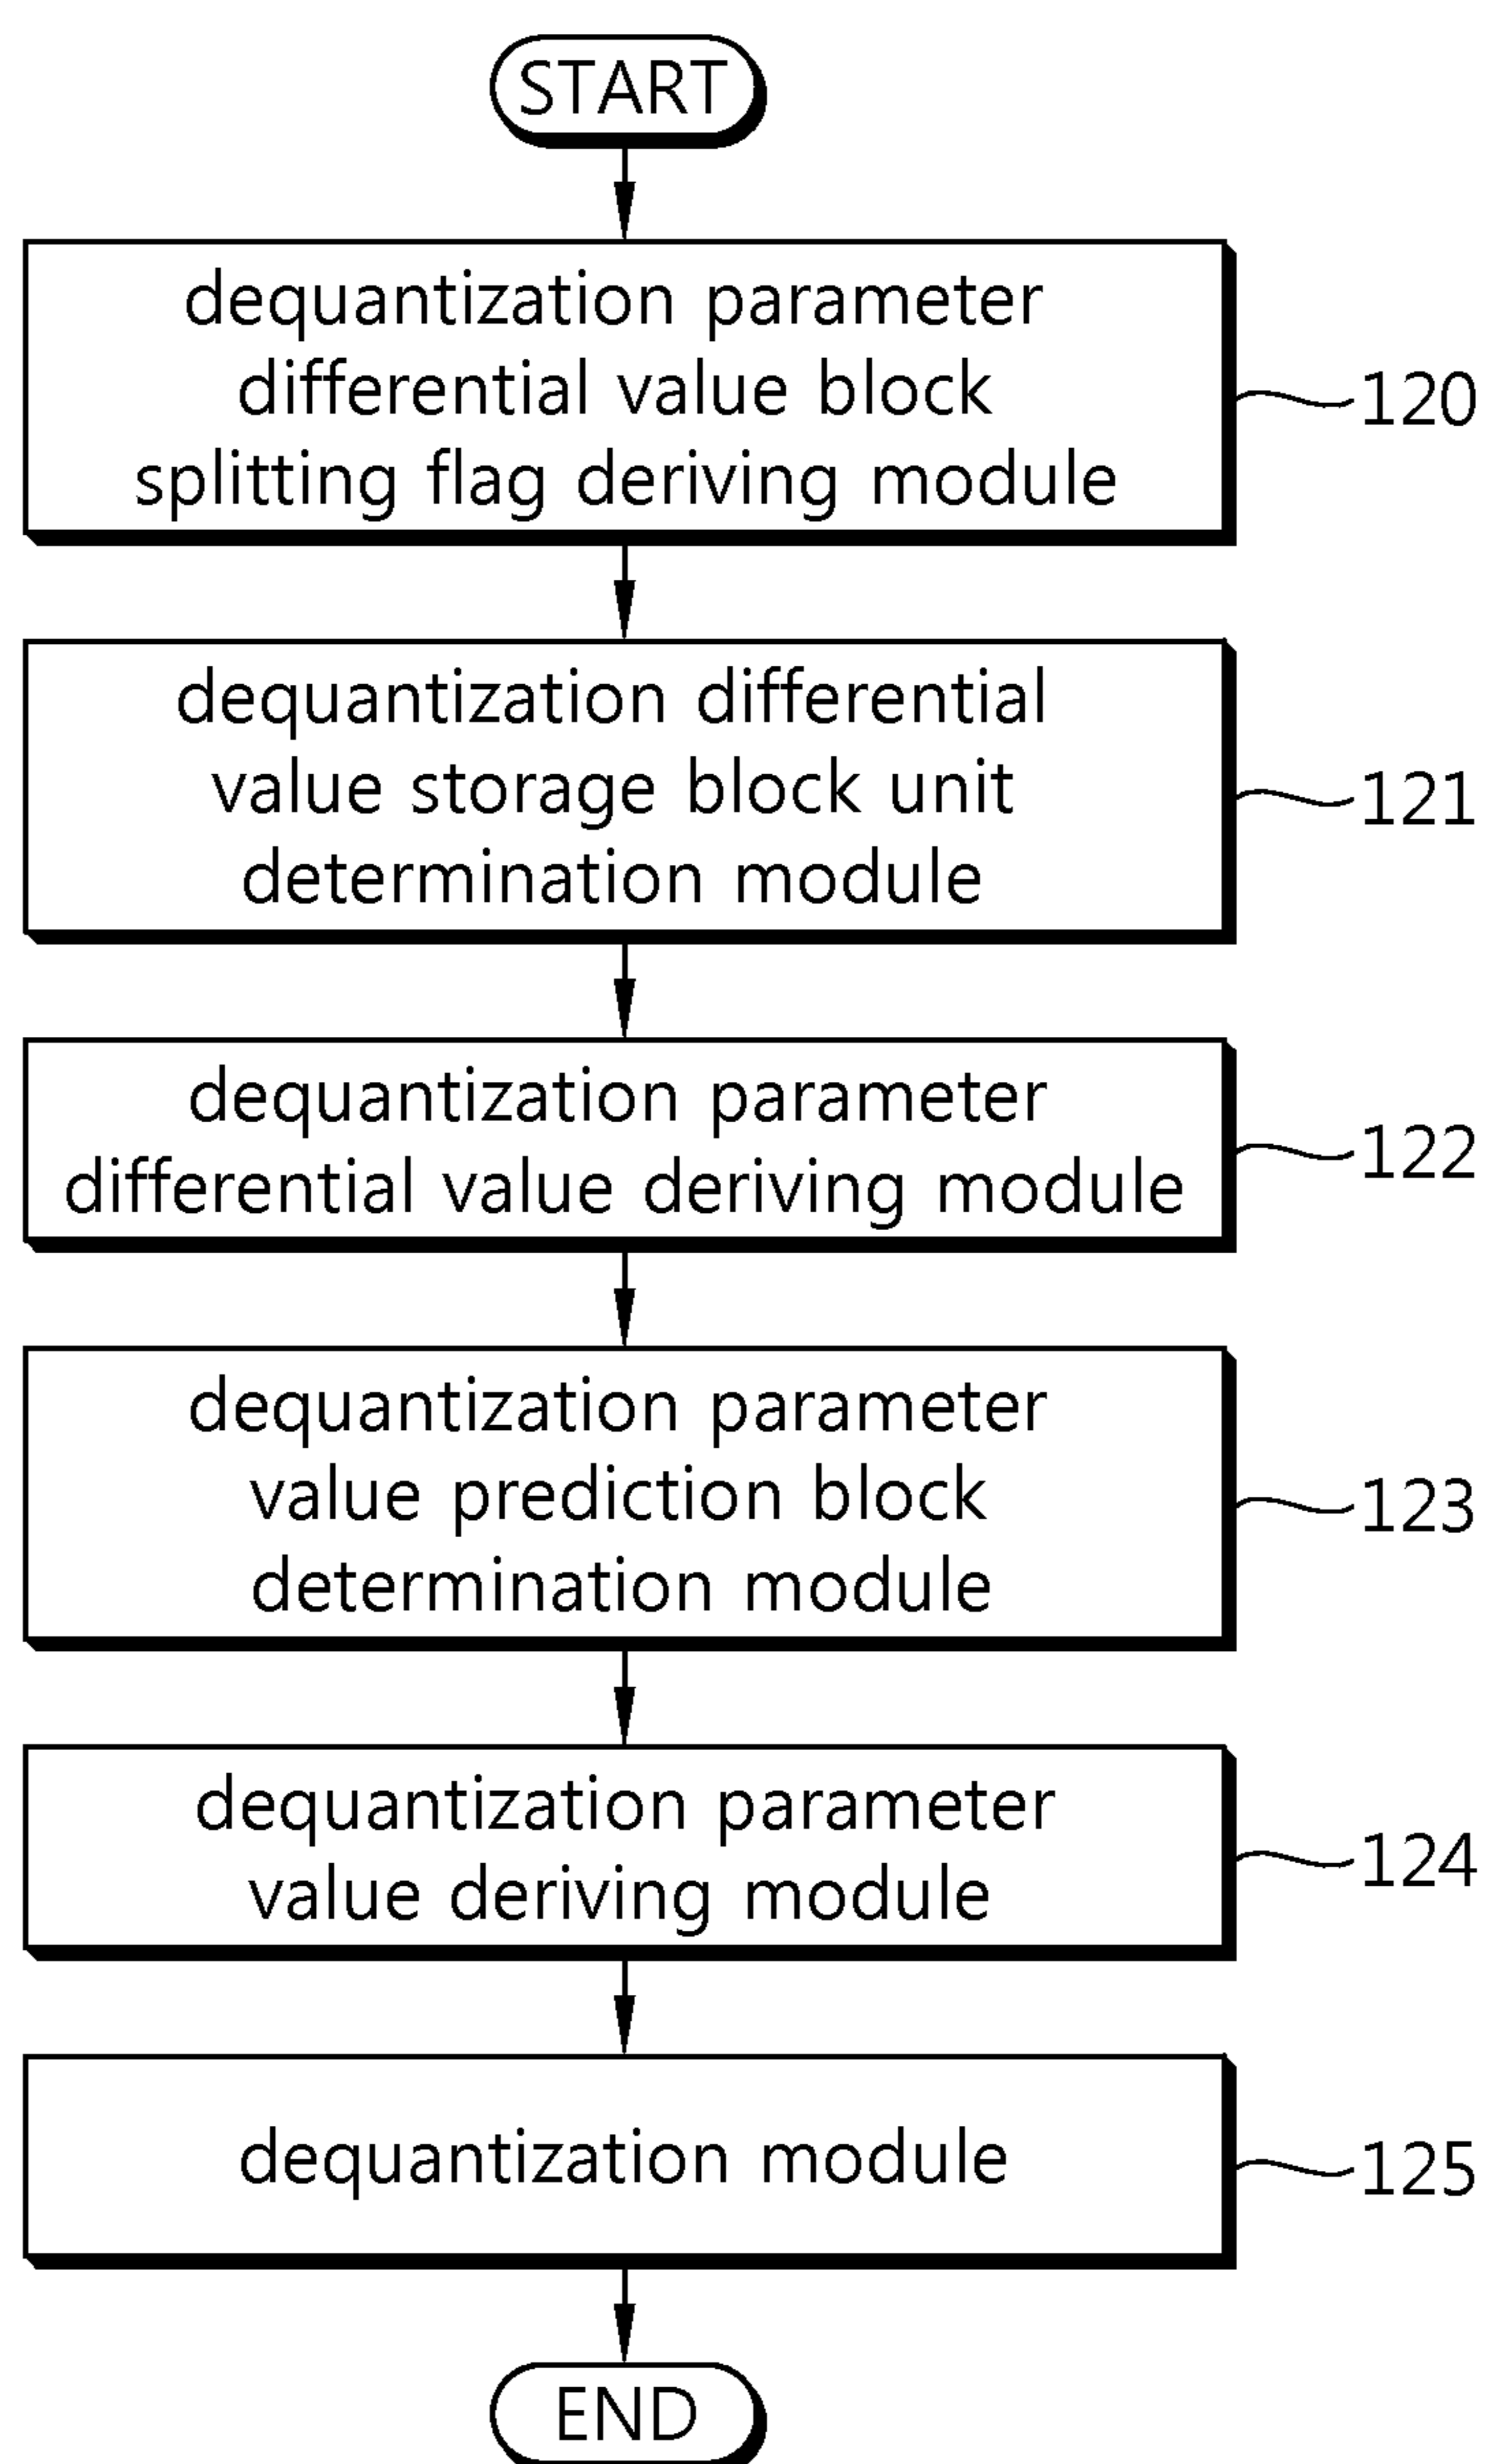 START
dequantization parameter
differential value block
splitting flag deriving module
120
dequantization differential
value storage block unit
determination module
121
dequantization parameter
differential value deriving module
122
dequantization parameter
value prediction block
determination module
123
dequantization parameter
value deriving module
124
dequantization module
125
END